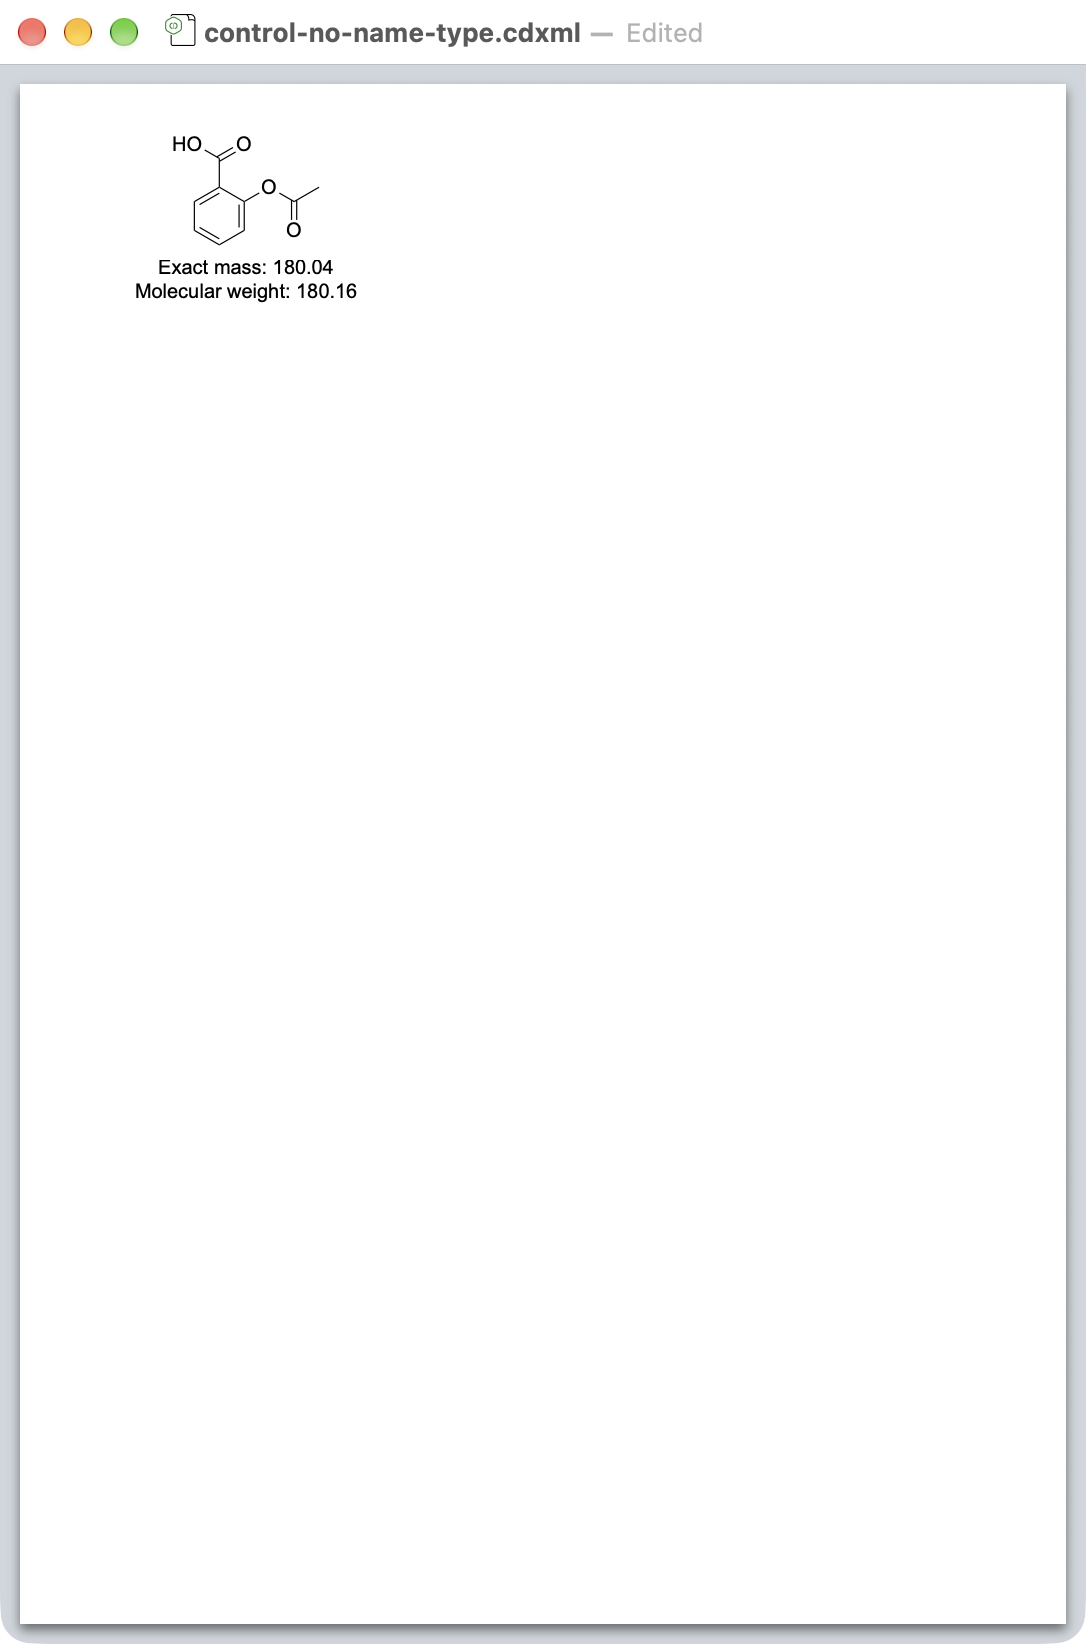 control-no-name-type.cdxml — Edited
HO
O
O
O
Exact mass: 180.04
Molecular weight: 180.16